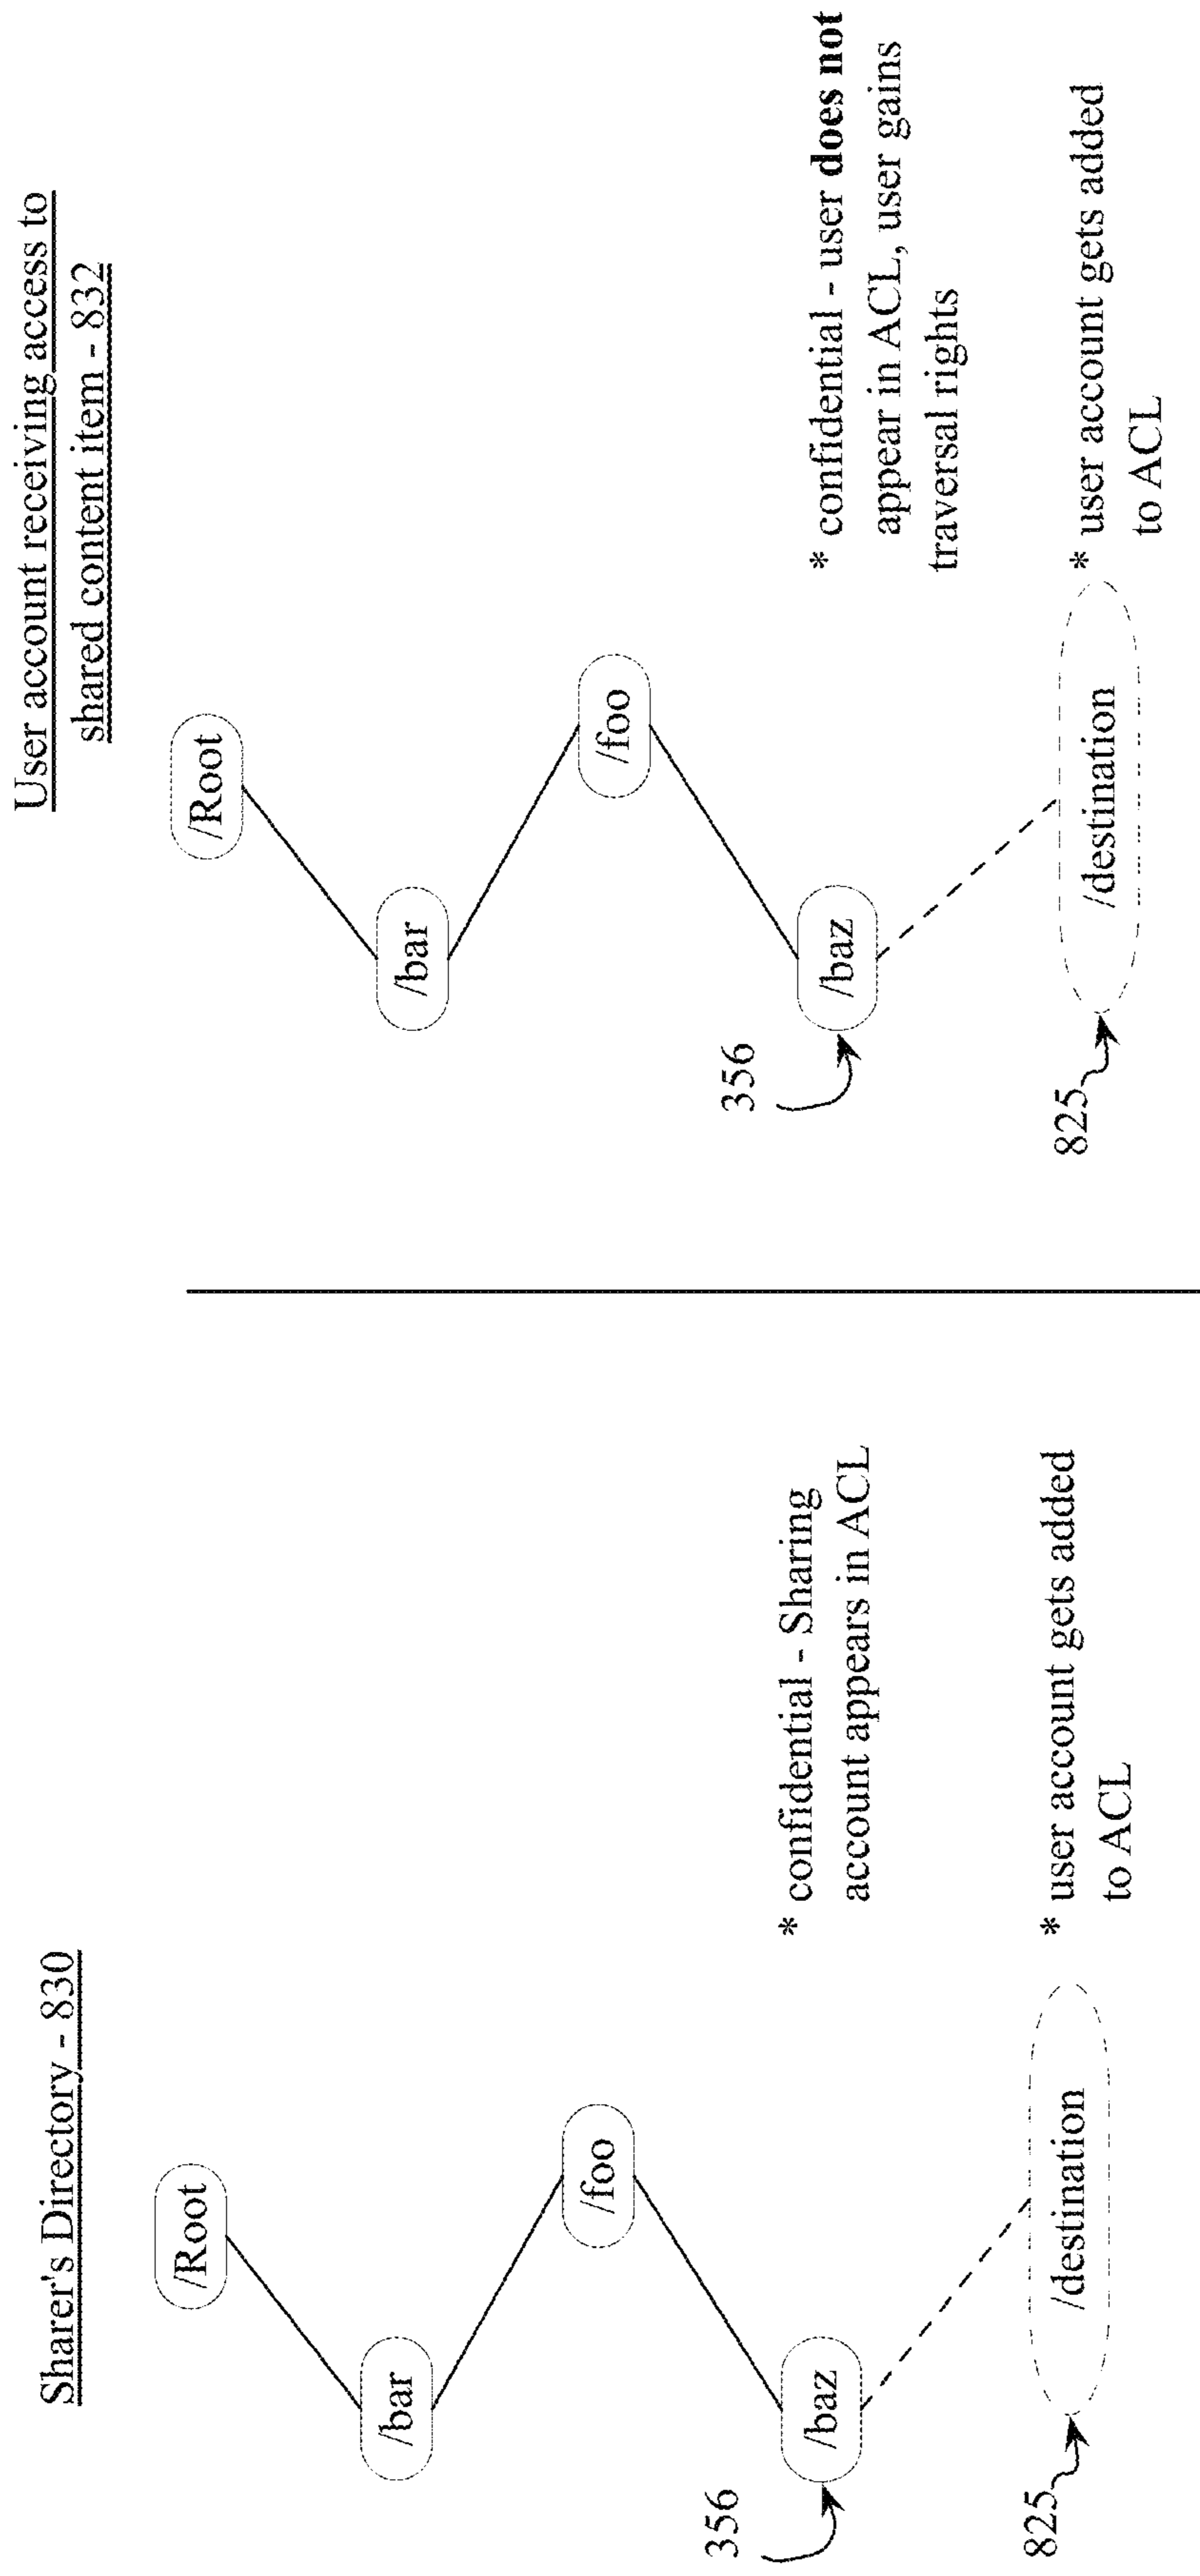 Sharer's Directory - 830
/Root
/bar
/foo
356
/baz
* confidential - Sharing
account appears in ACL
825
/destination
* user account gets added
to ACL
User account receiving access to
shared content item - 832
/Root
/bar
/foo
356
/baz
* confidential - user does not
appear in ACL, user gains
traversal rights
825
/destination
* user account gets added
to ACL